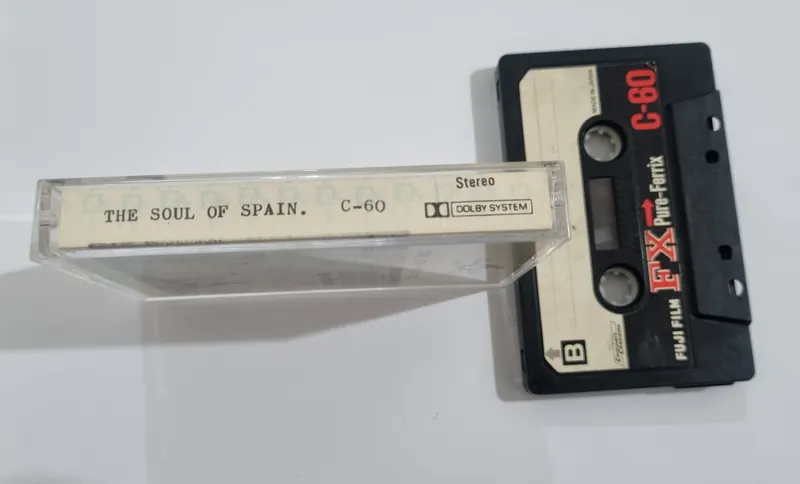 Stereo
THE SOUL OF SPAIN. C-60
DOLBY SYSTEM
FUJI FILM FX Pure-Ferrix C-60
MADE IN JAPAN
B